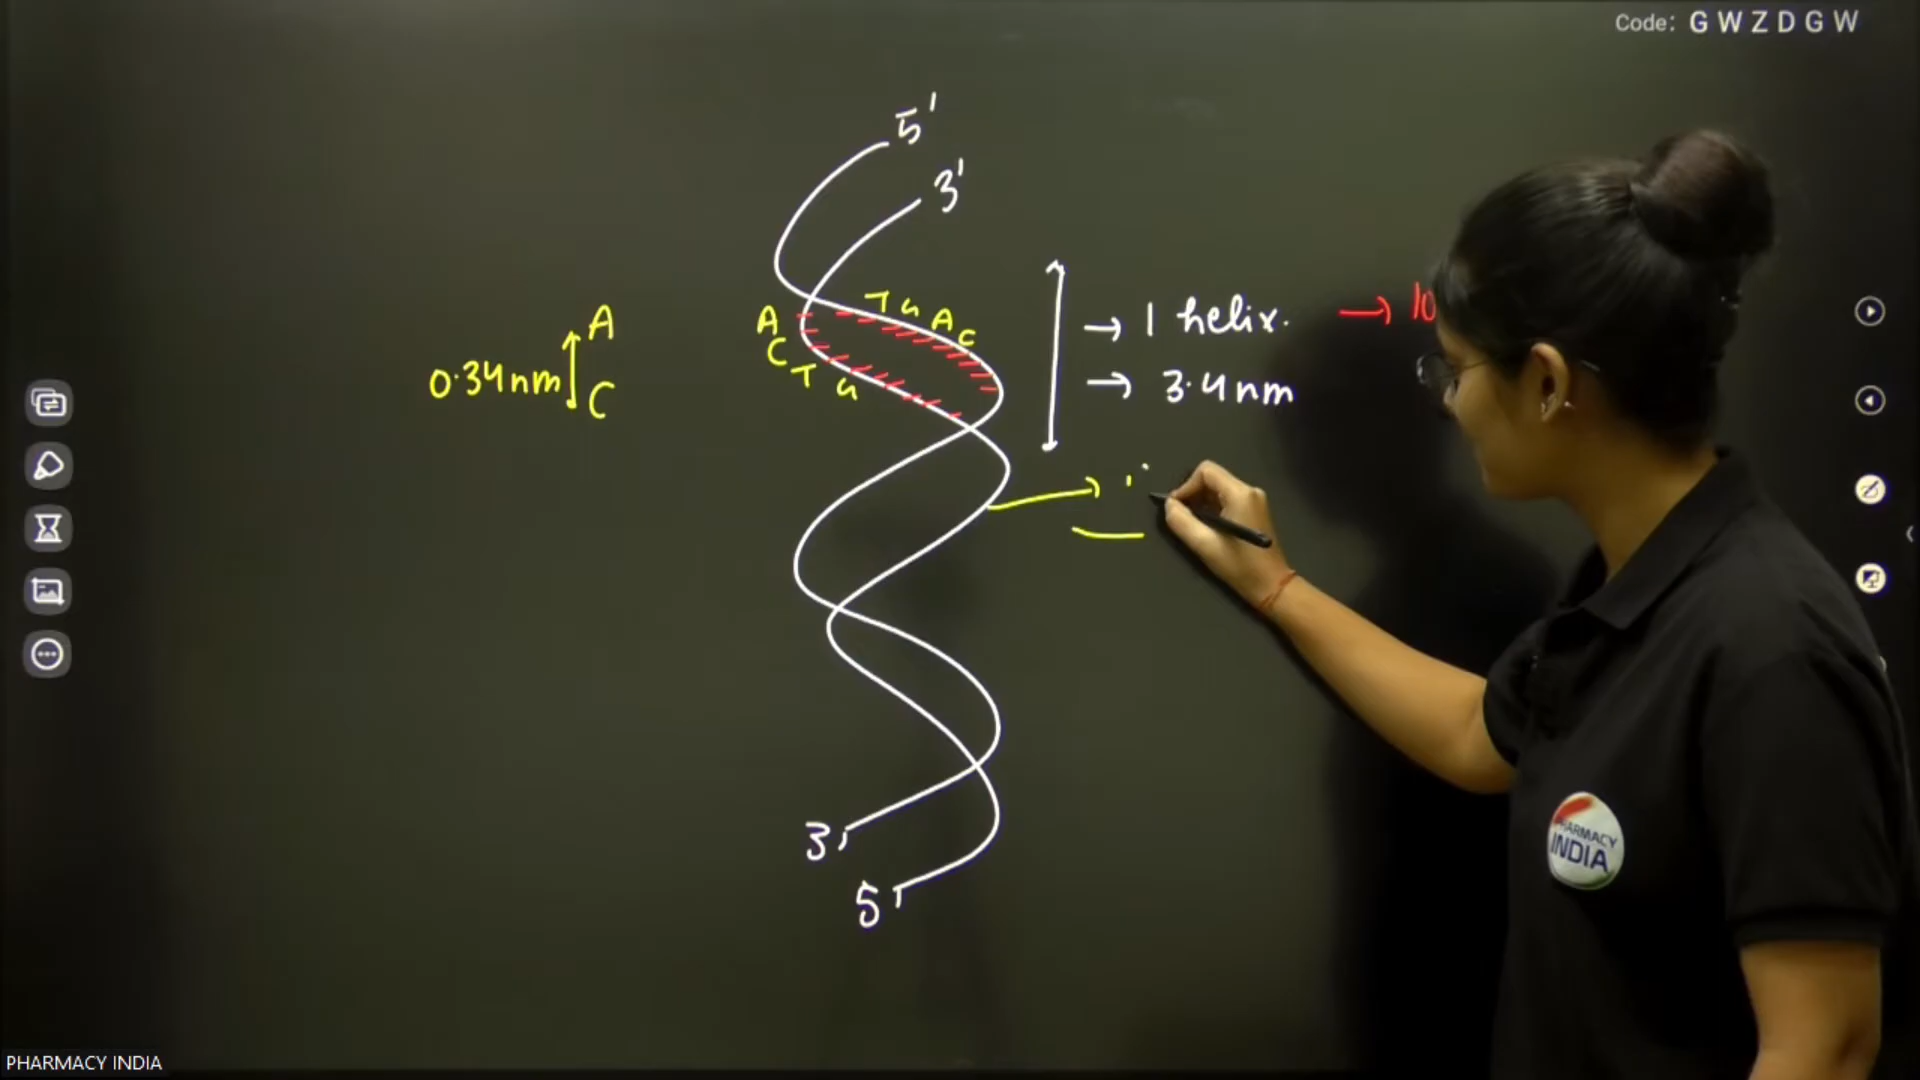 Code: GWZDGW
5'
3'
T G A C
A
C
T
G
A
0.34nm
C
→ 1 helix. → 10
→ 3.4nm
3'
5'
PHARMACY
INDIA
PHARMACY INDIA